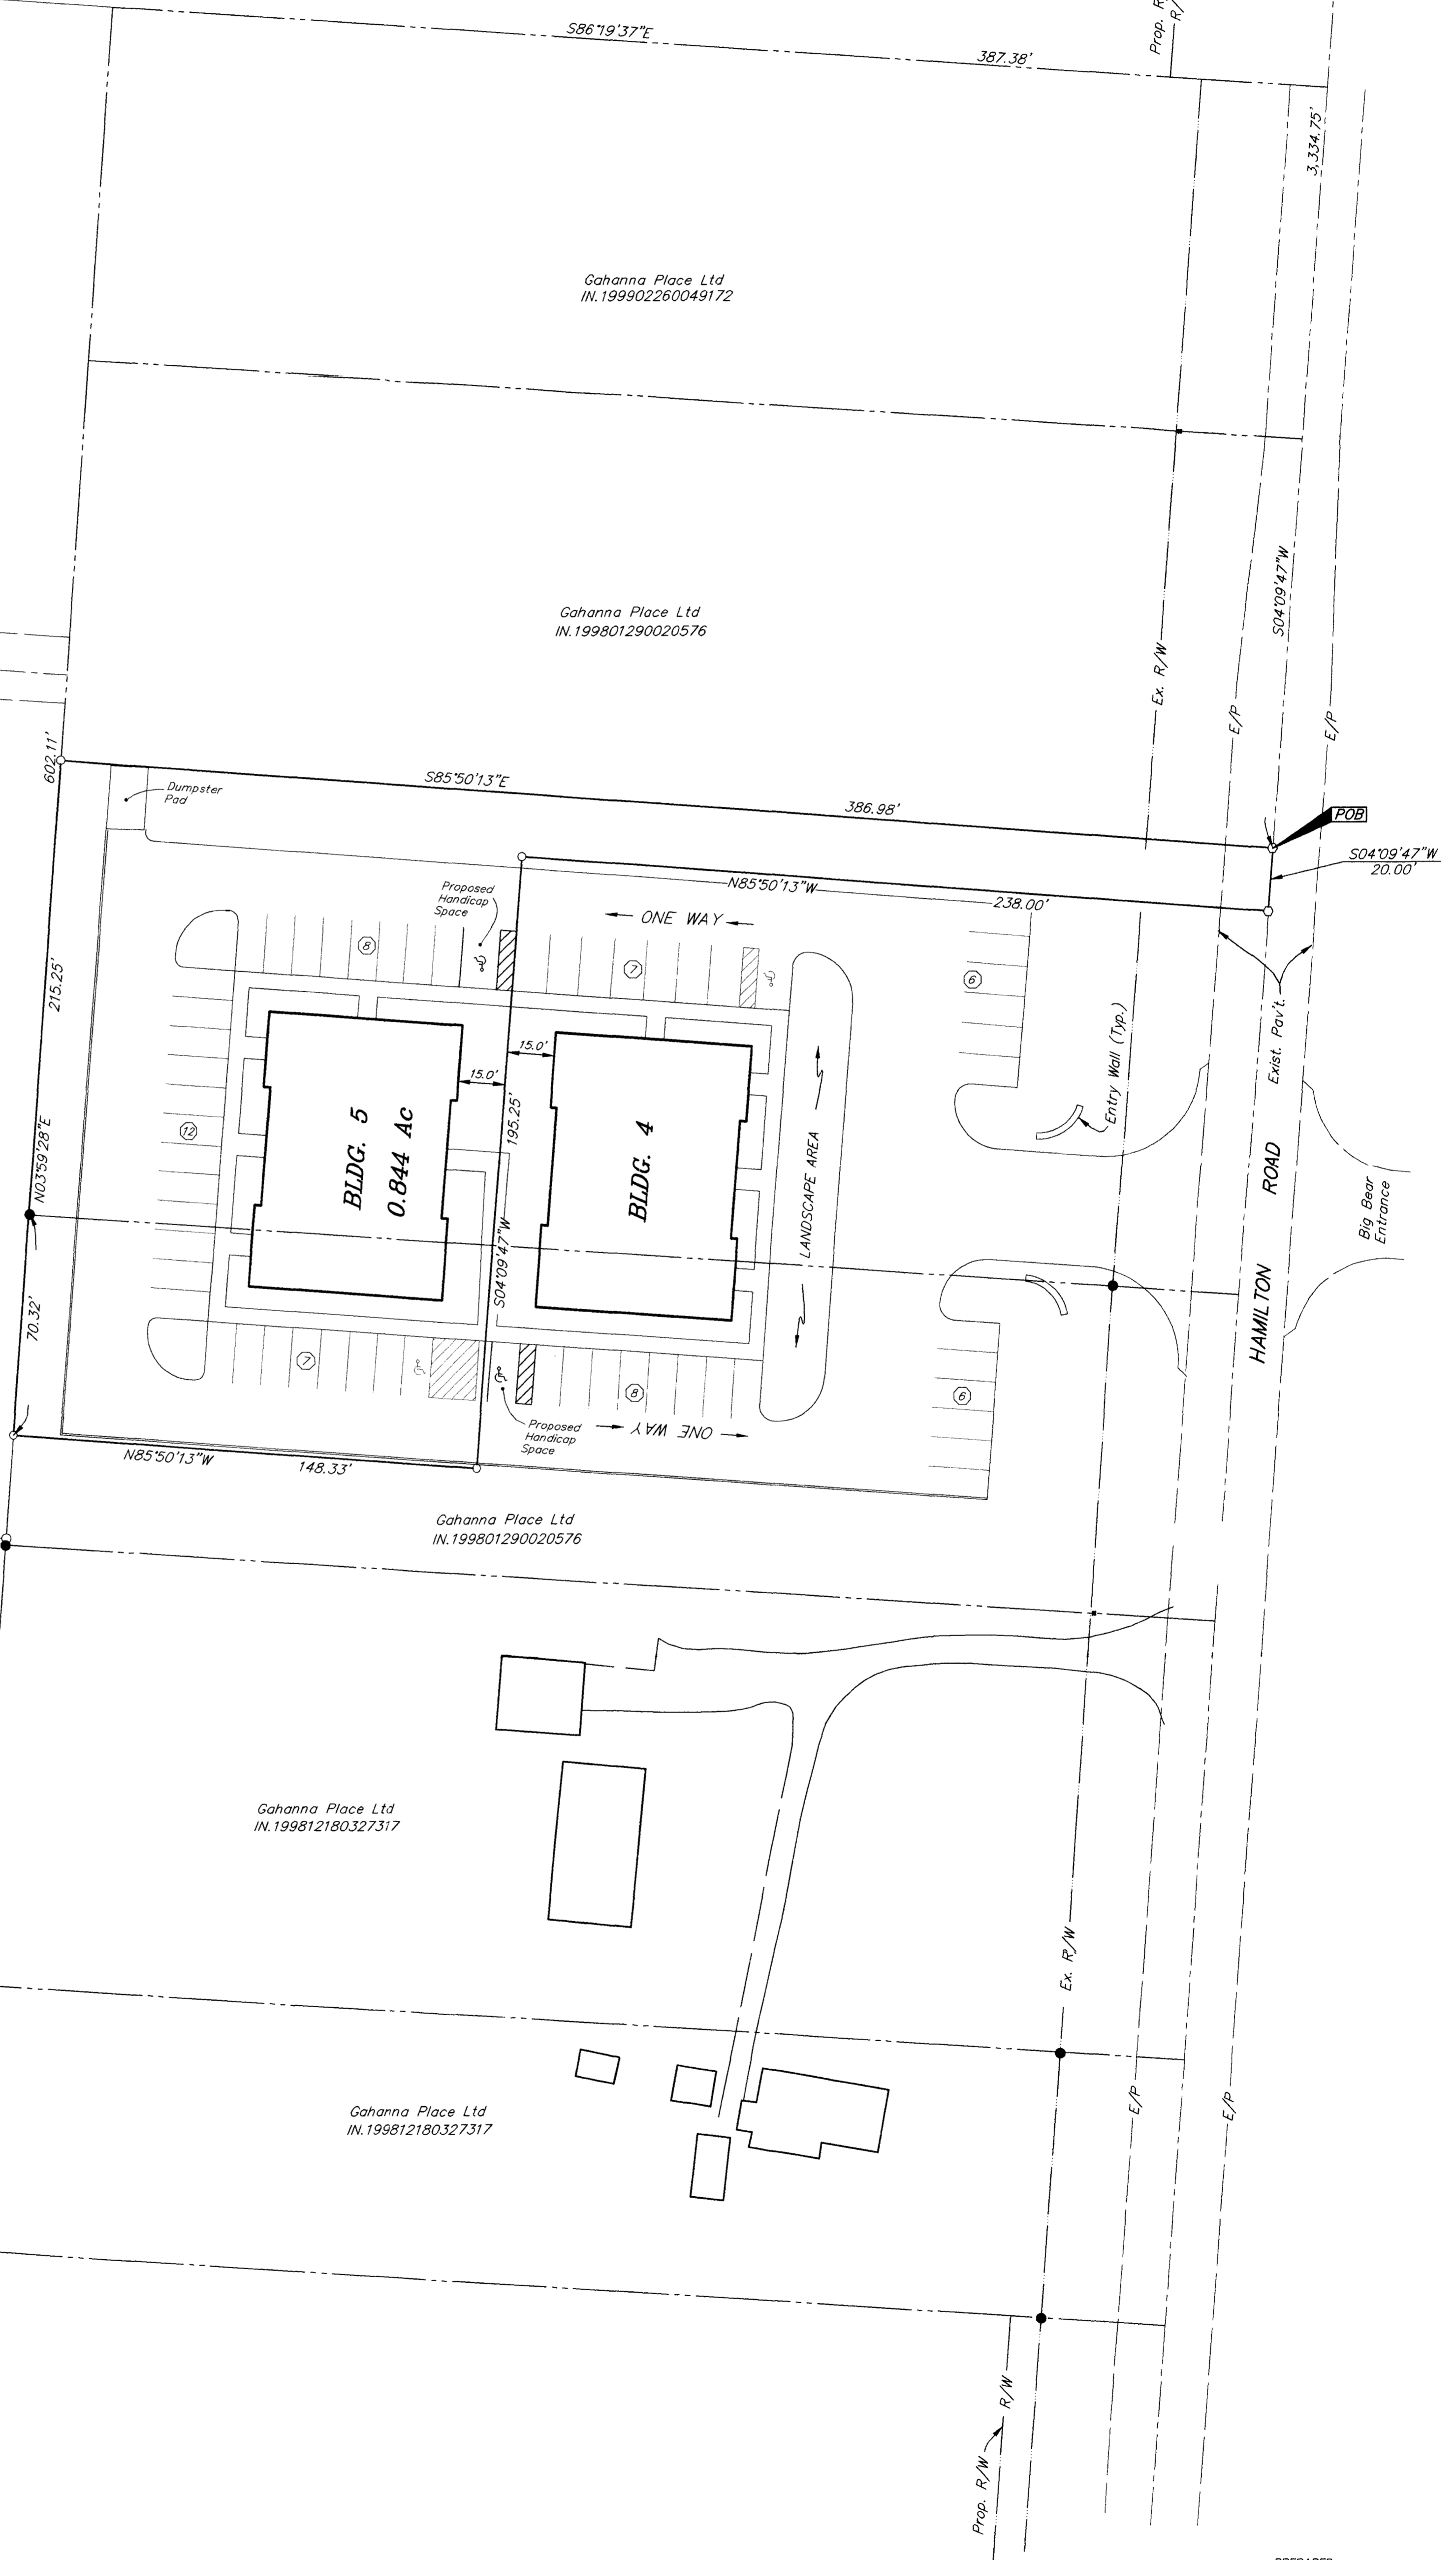 S86°19'37"E
387.38'
Prop. R
R/
3,334.75'
Gahanna Place Ltd
IN.199902260049172
S04°09'47"W
Gahanna Place Ltd
IN.199801290020576
Ex. R/W
E/P
E/P
602.11'
S85°50'13"E
386.98'
Dumpster
Pad
POB
S04°09'47"W
20.00'
N85°50'13"W
238.00'
Proposed
Handicap
Space
ONE WAY
8
7
6
215.25'
Exist. Pav't.
Entry Wall (Typ.)
15.0'
15.0'
195.25'
BLDG. 5
0.844 Ac
BLDG. 4
LANDSCAPE AREA
12
N03°59'28"E
S04°09'47"W
HAMILTON ROAD
Big Bear
Entrance
70.32'
7
8
6
Proposed
Handicap
Space
ONE WAY
N85°50'13"W
148.33'
Gahanna Place Ltd
IN.199801290020576
Gahanna Place Ltd
IN.199812180327317
Ex. R/W
Gahanna Place Ltd
IN.199812180327317
E/P
E/P
R/W
Prop. R/W